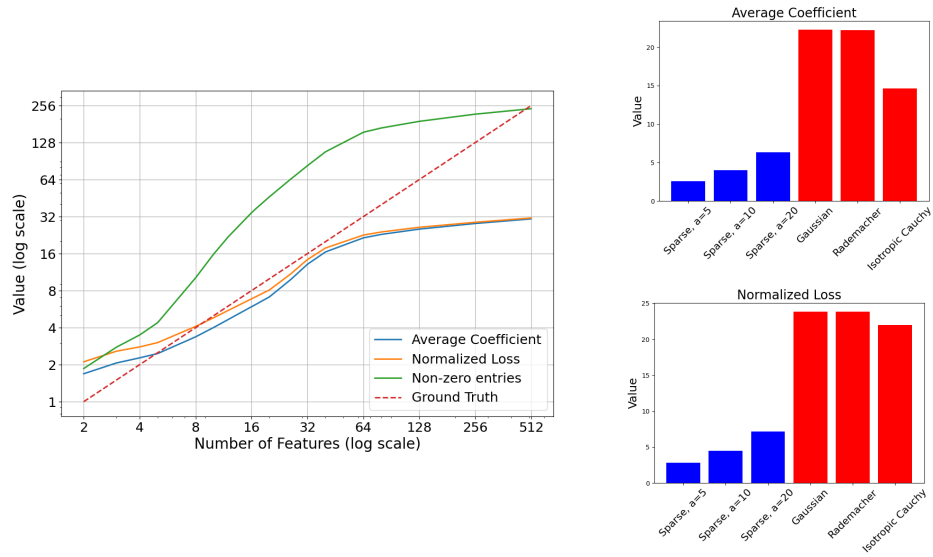 256
128
64
32
16
8
4
2
1
Value (log scale)
2 4 8 16 32 64 128 256 512
Number of Features (log scale)
Average Coefficient
Normalized Loss
Non-zero entries
Ground Truth
Average Coefficient
20
15
10
5
0
Value
Sparse, a=5
Sparse, a=10
Sparse, a=20
Gaussian
Rademacher
Isotropic Cauchy
Normalized Loss
25
20
15
10
5
0
Value
Sparse, a=5
Sparse, a=10
Sparse, a=20
Gaussian
Rademacher
Isotropic Cauchy